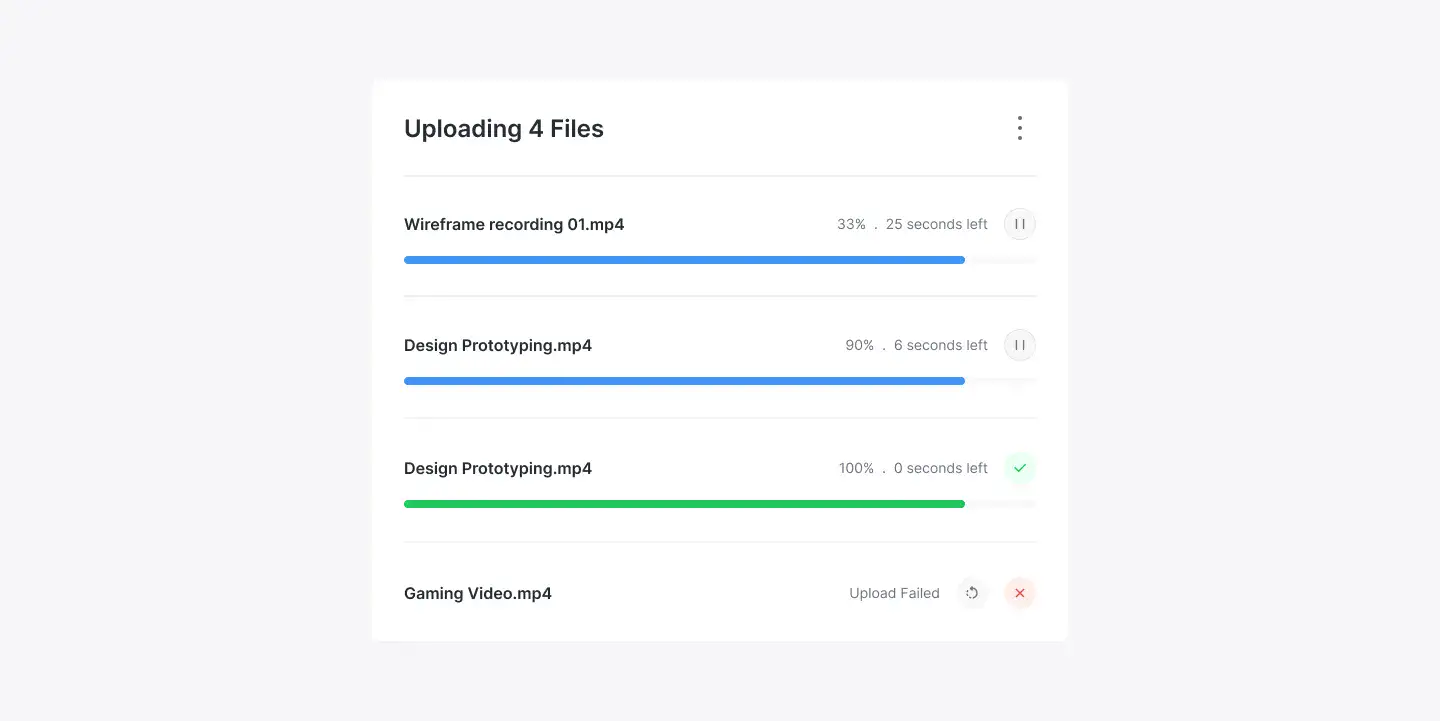 Uploading 4 Files
Wireframe recording 01.mp4 33% . 25 seconds left
Design Prototyping.mp4 90% . 6 seconds left
Design Prototyping.mp4 100% . 0 seconds left
Gaming Video.mp4 Upload Failed